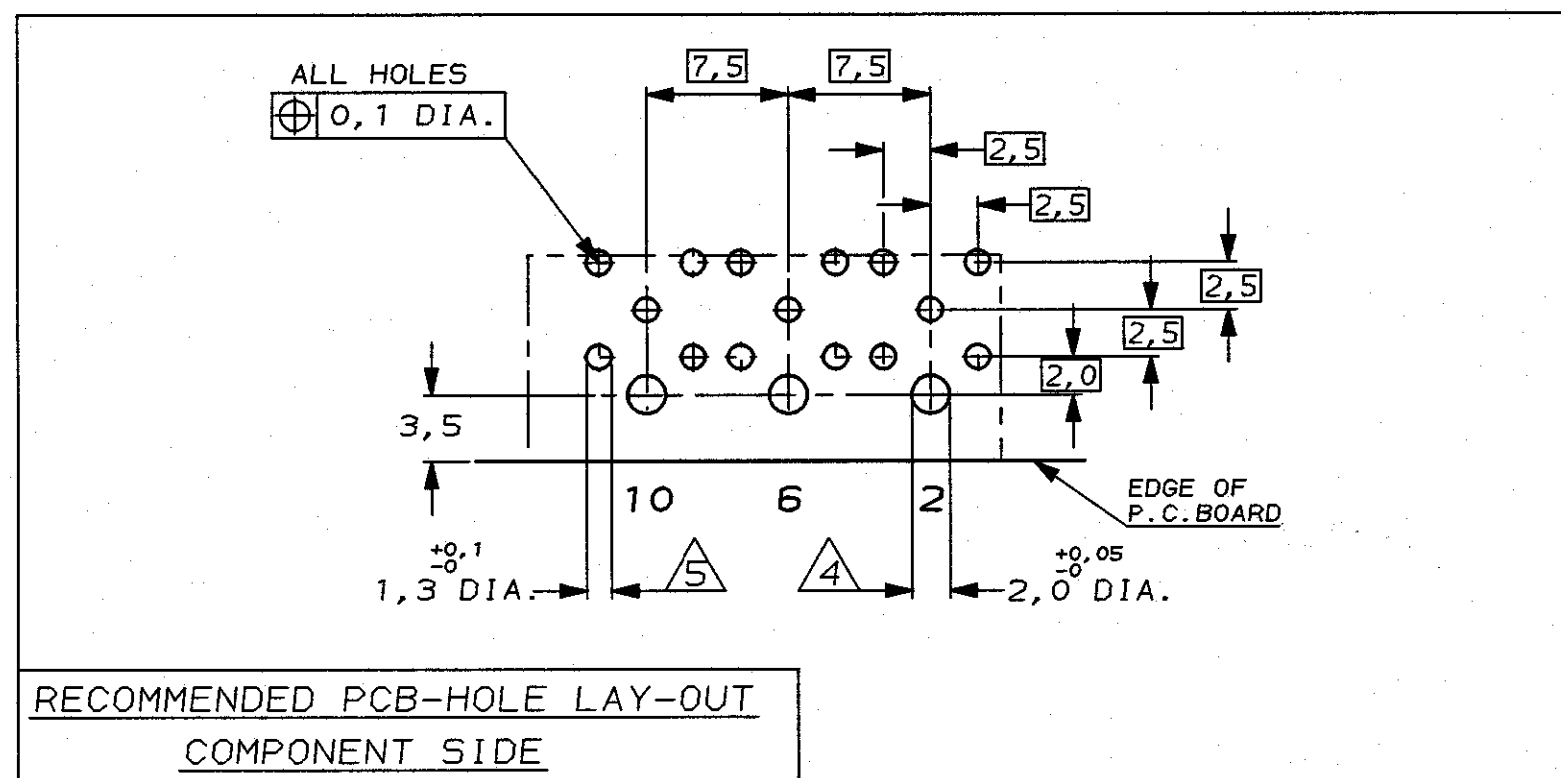 ALL HOLES
0,1 DIA.
7,5
7,5
2,5
2,5
2,5
2,5
2,0
3,5
10
6
2
EDGE OF
P.C.BOARD
+0,1
-0
1,3 DIA.
5
4
+0,05
-0
2,0 DIA.
RECOMMENDED PCB-HOLE LAY-OUT
COMPONENT SIDE